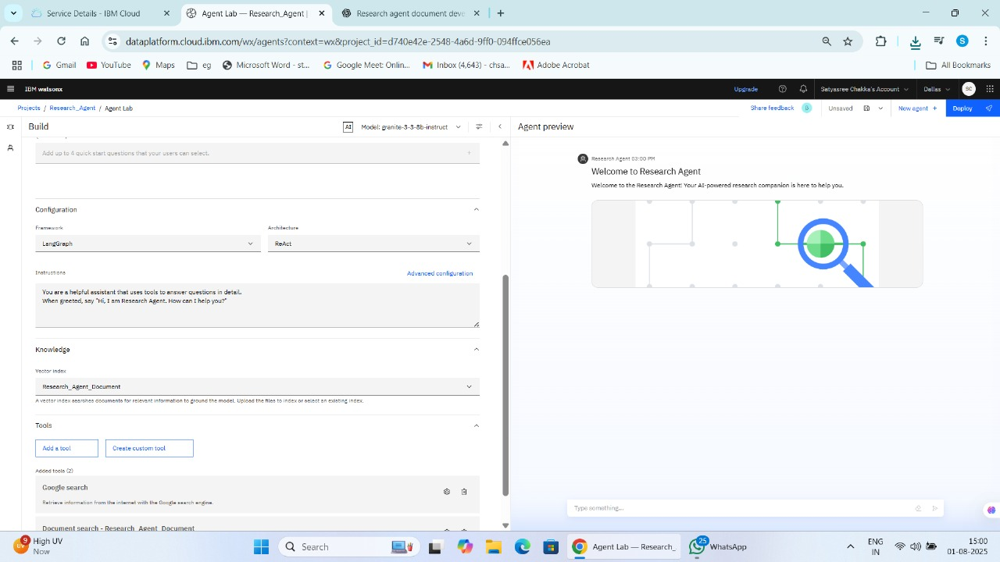 Service Details - IBM Cloud
Agent Lab — Research_Agent |
Research agent document deve
dataplatform.cloud.ibm.com/wx/agents?context=wx&project_id=d740e42e-2548-4a6d-9ff0-094ffce056ea
Gmail YouTube Maps eg Microsoft Word - st... Google Meet: Onlin... Inbox (4,643) - chsa... Adobe Acrobat All Bookmarks
IBM watsonx Upgrade Satyasree Chakka's Account Dallas SC
Projects / Research_Agent / Agent Lab Share feedback Unsaved New agent + Deploy
Build AI Model: granite-3-3-8b-instruct Agent preview
Add up to 4 quick start questions that your users can select.
Configuration
Framework Architecture
LangGraph ReAct
Instructions Advanced configuration
You are a helpful assistant that uses tools to answer questions in detail.
When greeted, say "Hi, I am Research Agent. How can I help you?"
Knowledge
Vector index
Research_Agent_Document
A vector index searches documents for relevant information to ground the model. Upload the files to index or select an existing index.
Tools
Add a tool Create custom tool
Added tools (2)
Google search
Retrieve information from the internet with the Google search engine.
Document search - Research_Agent_Document
Research Agent 03:00 PM
Welcome to Research Agent
Welcome to the Research Agent! Your AI-powered research companion is here to help you.
Type something...
9 High UV
Now
Search
Agent Lab — Research_
25 WhatsApp
ENG
IN
15:00
01-08-2025